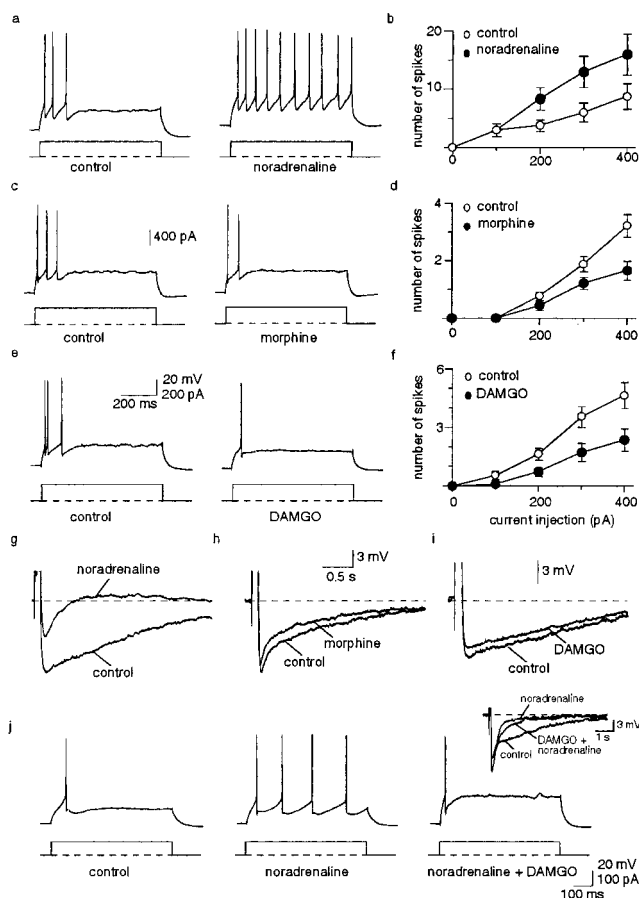 a
control
noradrenaline
b
20
10
0
number of spikes
control
noradrenaline
0
200
400
c
400 pA
control
morphine
d
4
2
0
number of spikes
control
morphine
0
200
400
e
20 mV
200 pA
200 ms
control
DAMGO
f
6
3
0
number of spikes
control
DAMGO
0
200
400
current injection (pA)
g
noradrenaline
control
h
3 mV
0.5 s
morphine
control
i
3 mV
DAMGO
control
j
control
noradrenaline
noradrenaline
DAMGO +
noradrenaline
control
3 mV
1 s
noradrenaline + DAMGO
20 mV
100 pA
100 ms